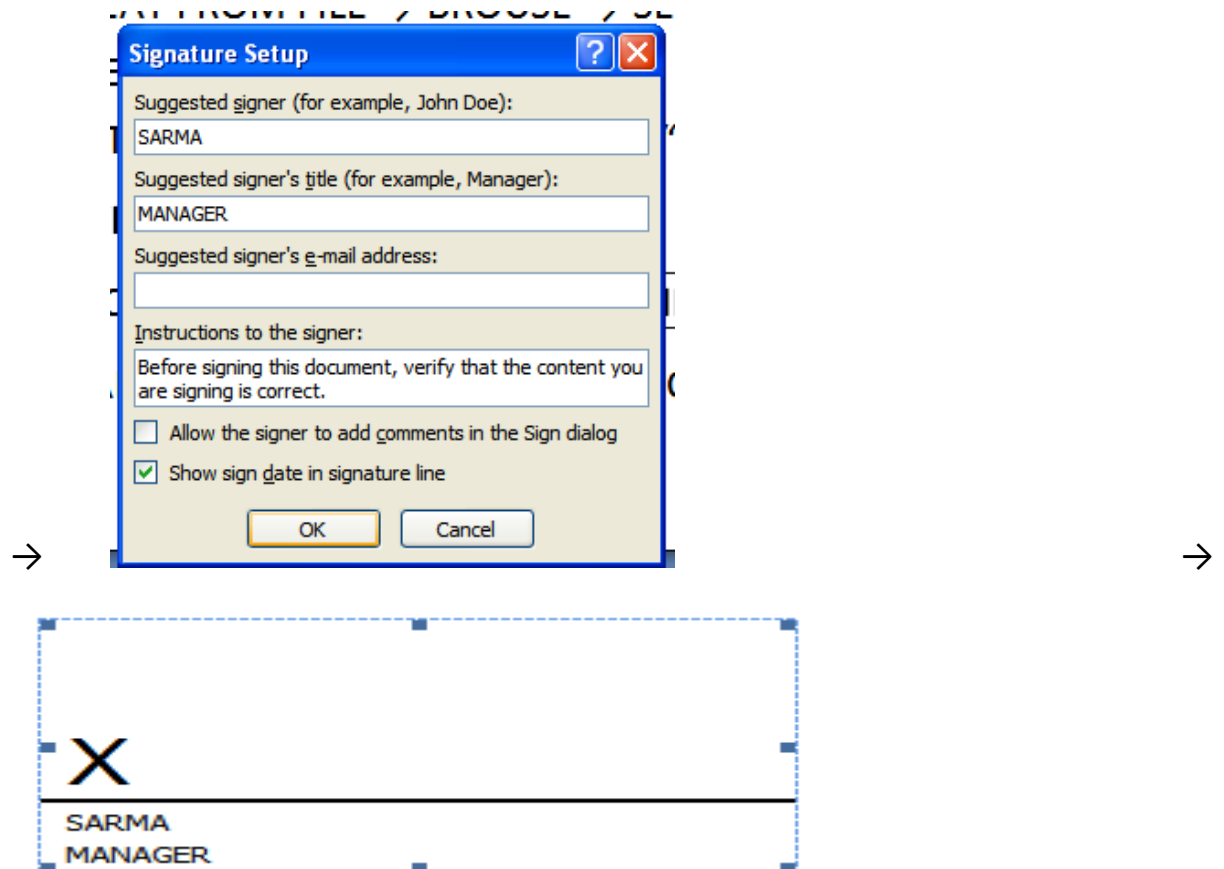 FROM FILE → BROUSE →
Signature Setup
Suggested signer (for example, John Doe):
SARMA
Suggested signer's title (for example, Manager):
MANAGER
Suggested signer's e-mail address:
Instructions to the signer:
Before signing this document, verify that the content you
are signing is correct.
Allow the signer to add comments in the Sign dialog
Show sign date in signature line
OK Cancel
→ →
X
SARMA
MANAGER